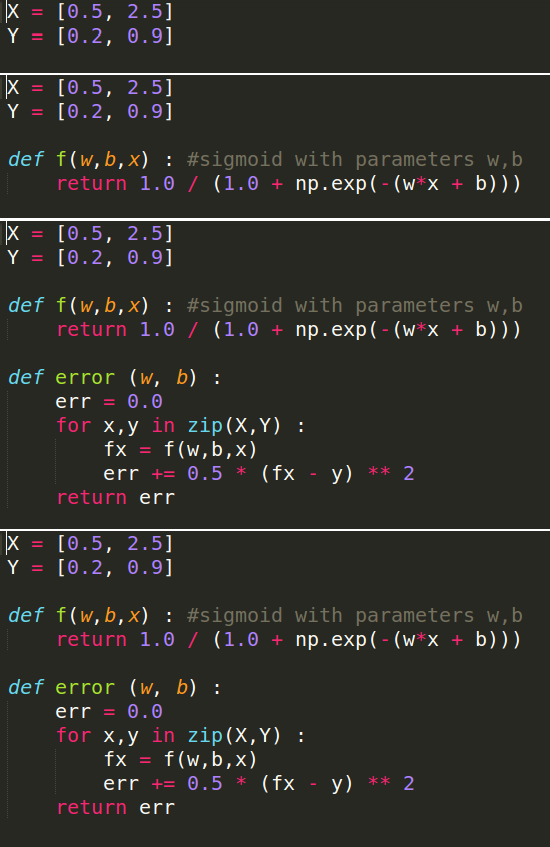 X = [0.5, 2.5]
Y = [0.2, 0.9]
X = [0.5, 2.5]
Y = [0.2, 0.9]
def f(w,b,x) : #sigmoid with parameters w,b
    return 1.0 / (1.0 + np.exp(-(w*x + b)))
X = [0.5, 2.5]
Y = [0.2, 0.9]
def f(w,b,x) : #sigmoid with parameters w,b
    return 1.0 / (1.0 + np.exp(-(w*x + b)))
def error (w, b) :
    err = 0.0
    for x,y in zip(X,Y) :
        fx = f(w,b,x)
        err += 0.5 * (fx - y) ** 2
    return err
X = [0.5, 2.5]
Y = [0.2, 0.9]
def f(w,b,x) : #sigmoid with parameters w,b
    return 1.0 / (1.0 + np.exp(-(w*x + b)))
def error (w, b) :
    err = 0.0
    for x,y in zip(X,Y) :
        fx = f(w,b,x)
        err += 0.5 * (fx - y) ** 2
    return err